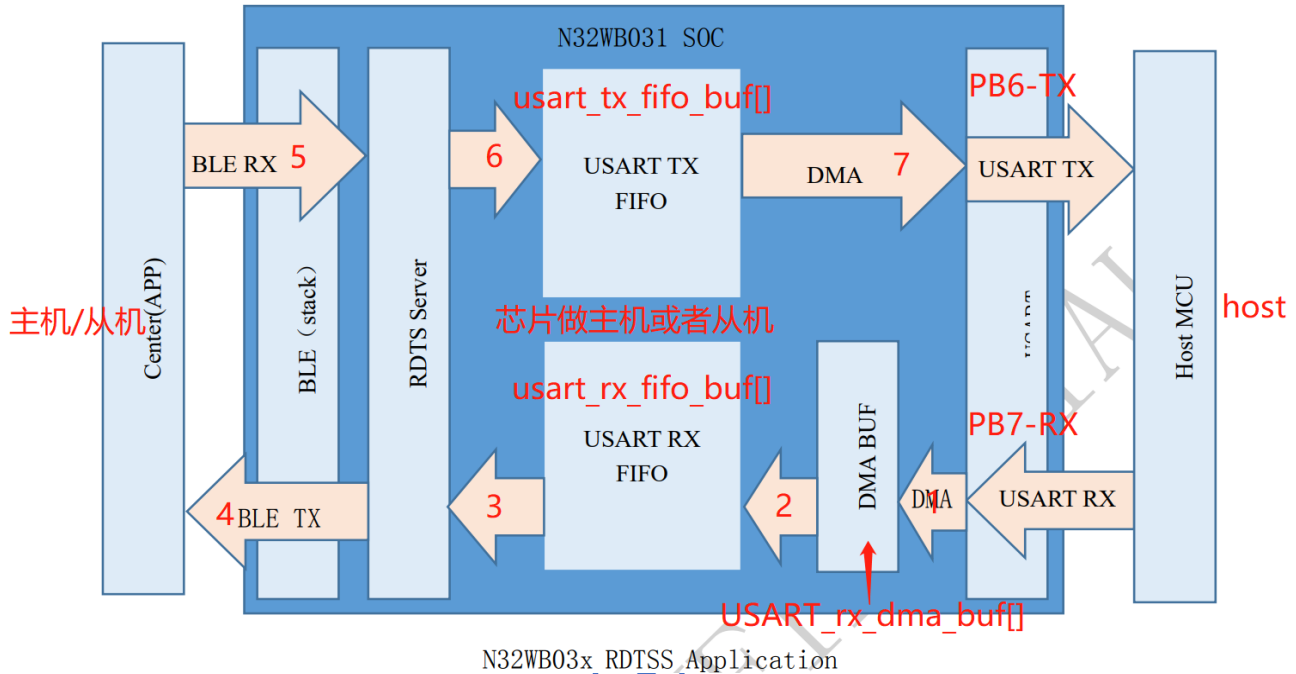 N32WB031 SOC
usart_tx_fifo_buf[]
PB6-TX
BLE RX 5
6
USART TX
FIFO
DMA 7
USART TX
Center(APP)
BLE（stack）
RDTS Server
Host MCU
主机/从机
芯片做主机或者从机
host
usart_rx_fifo_buf[]
USART RX
FIFO
DMA BUF
PB7-RX
4 BLE TX
3
2
DMA
1
USART RX
USART_rx_dma_buf[]
N32WB03x_RDTSS_Application